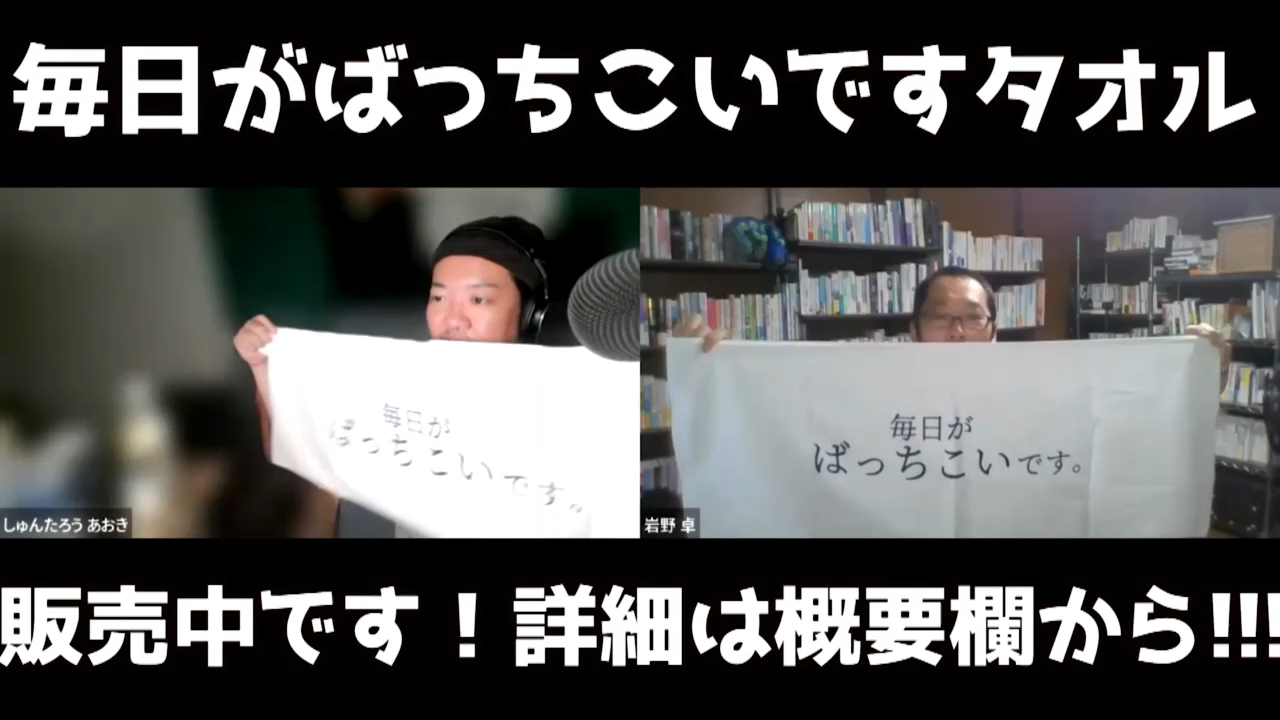 毎日がばっちこいですタオル
毎日が
ばっちこいです。
しゅんたろう あおき
毎日が
ばっちこいです。
岩野 卓
販売中です！詳細は概要欄から!!!